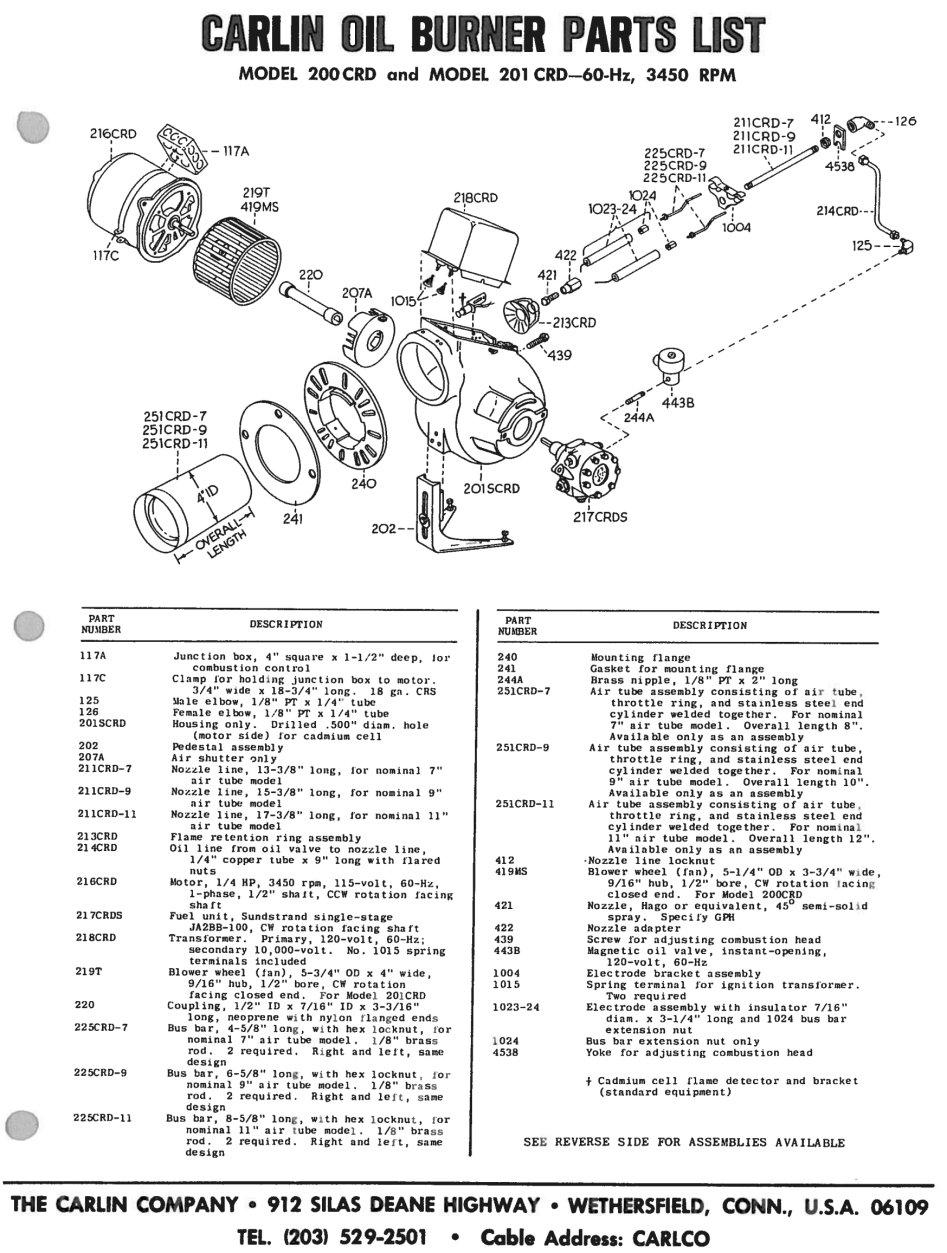 CARLIN OIL BURNER PARTS LIST
MODEL 200 CRD and MODEL 201 CRD—60-Hz, 3450 RPM
216CRD
117A
117C
219T
419MS
220
207A
218CRD
1015
†
213CRD
439
421
422
1023-24
1024
225CRD-7
225CRD-9
225CRD-11
1004
211CRD-7
211CRD-9
211CRD-11
412
126
4538
214CRD
125
443B
244A
217CRDS
201SCRD
202
240
241
251CRD-7
251CRD-9
251CRD-11
4" ID
OVERALL
LENGTH
PART
NUMBER
DESCRIPTION
117A Junction box, 4" square x 1-1/2" deep, for
combustion control
117C Clamp for holding junction box to motor.
3/4" wide x 18-3/4" long. 18 gn. CRS
125 Male elbow, 1/8" PT x 1/4" tube
126 Female elbow, 1/8" PT x 1/4" tube
201SCRD Housing only. Drilled .500" diam. hole
(motor side) for cadmium cell
202 Pedestal assembly
207A Air shutter only
211CRD-7 Nozzle line, 13-3/8" long, for nominal 7"
air tube model
211CRD-9 Nozzle line, 15-3/8" long, for nominal 9"
air tube model
211CRD-11 Nozzle line, 17-3/8" long, for nominal 11"
air tube model
213CRD Flame retention ring assembly
214CRD Oil line from oil valve to nozzle line,
1/4" copper tube x 9" long with flared
nuts
216CRD Motor, 1/4 HP, 3450 rpm, 115-volt, 60-Hz,
1-phase, 1/2" shaft, CCW rotation facing
shaft
217CRDS Fuel unit, Sundstrand single-stage
JA2BB-100, CW rotation facing shaft
218CRD Transformer. Primary, 120-volt, 60-Hz;
secondary 10,000-volt. No. 1015 spring
terminals included
219T Blower wheel (fan), 5-3/4" OD x 4" wide,
9/16" hub, 1/2" bore, CW rotation
facing closed end. For Model 201CRD
220 Coupling, 1/2" ID x 7/16" ID x 3-3/16"
long, neoprene with nylon flanged ends
225CRD-7 Bus bar, 4-5/8" long, with hex locknut, for
nominal 7" air tube model. 1/8" brass
rod. 2 required. Right and left, same
design
225CRD-9 Bus bar, 6-5/8" long, with hex locknut, for
nominal 9" air tube model. 1/8" brass
rod. 2 required. Right and left, same
design
225CRD-11 Bus bar, 8-5/8" long, with hex locknut, for
nominal 11" air tube model. 1/8" brass
rod. 2 required. Right and left, same
design
PART
NUMBER
DESCRIPTION
240 Mounting flange
241 Gasket for mounting flange
244A Brass nipple, 1/8" PT x 2" long
251CRD-7 Air tube assembly consisting of air tube,
throttle ring, and stainless steel end
cylinder welded together. For nominal
7" air tube model. Overall length 8".
Available only as an assembly
251CRD-9 Air tube assembly consisting of air tube,
throttle ring, and stainless steel end
cylinder welded together. For nominal
9" air tube model. Overall length 10".
Available only as an assembly
251CRD-11 Air tube assembly consisting of air tube,
throttle ring, and stainless steel end
cylinder welded together. For nominal
11" air tube model. Overall length 12".
Available only as an assembly
412 Nozzle line locknut
419MS Blower wheel (fan), 5-1/4" OD x 3-3/4" wide,
9/16" hub, 1/2" bore, CW rotation facing
closed end. For Model 200CRD
421 Nozzle, Hago or equivalent, 45° semi-solid
spray. Specify GPH
422 Nozzle adapter
439 Screw for adjusting combustion head
443B Magnetic oil valve, instant-opening,
120-volt, 60-Hz
1004 Electrode bracket assembly
1015 Spring terminal for ignition transformer.
Two required
1023-24 Electrode assembly with insulator 7/16"
diam. x 3-1/4" long and 1024 bus bar
extension nut
1024 Bus bar extension nut only
4538 Yoke for adjusting combustion head
† Cadmium cell flame detector and bracket
(standard equipment)
SEE REVERSE SIDE FOR ASSEMBLIES AVAILABLE
THE CARLIN COMPANY • 912 SILAS DEANE HIGHWAY • WETHERSFIELD, CONN., U.S.A. 06109
TEL. (203) 529-2501 • Cable Address: CARLCO